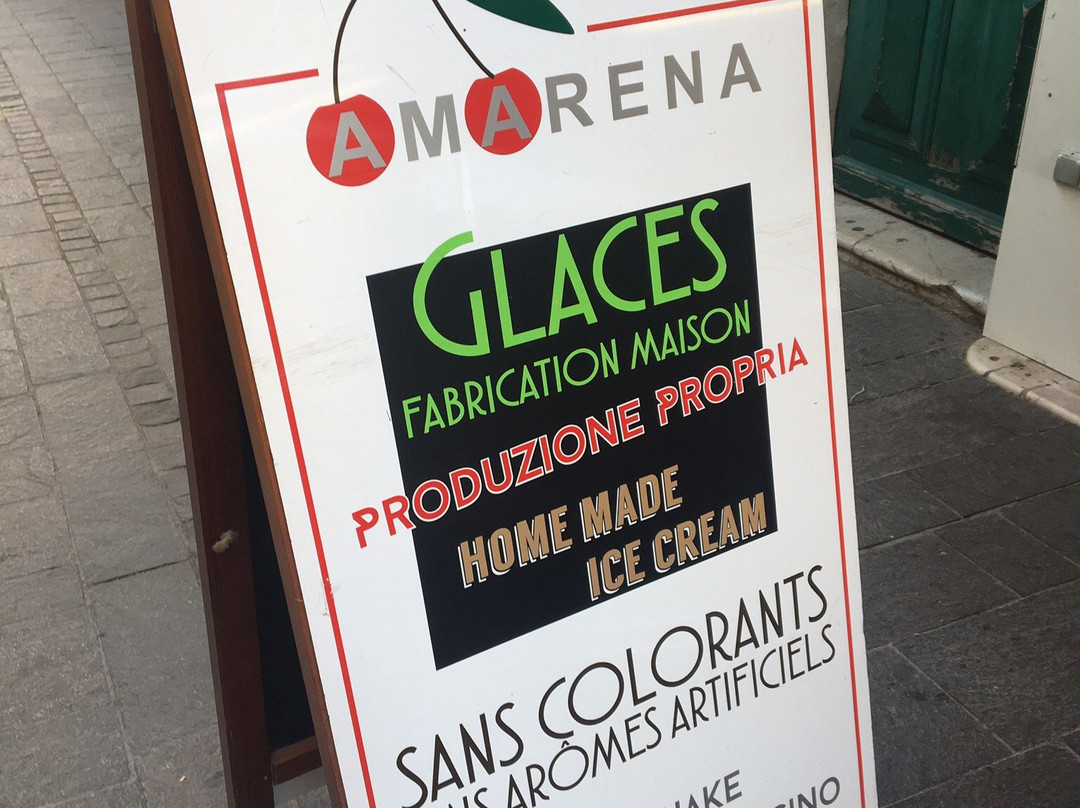 AMARENA
GLACES
FABRICATION MAISON
PRODUZIONE PROPRIA
HOME MADE
ICE CREAM
SANS COLORANTS
ARÔMES ARTIFICIELS